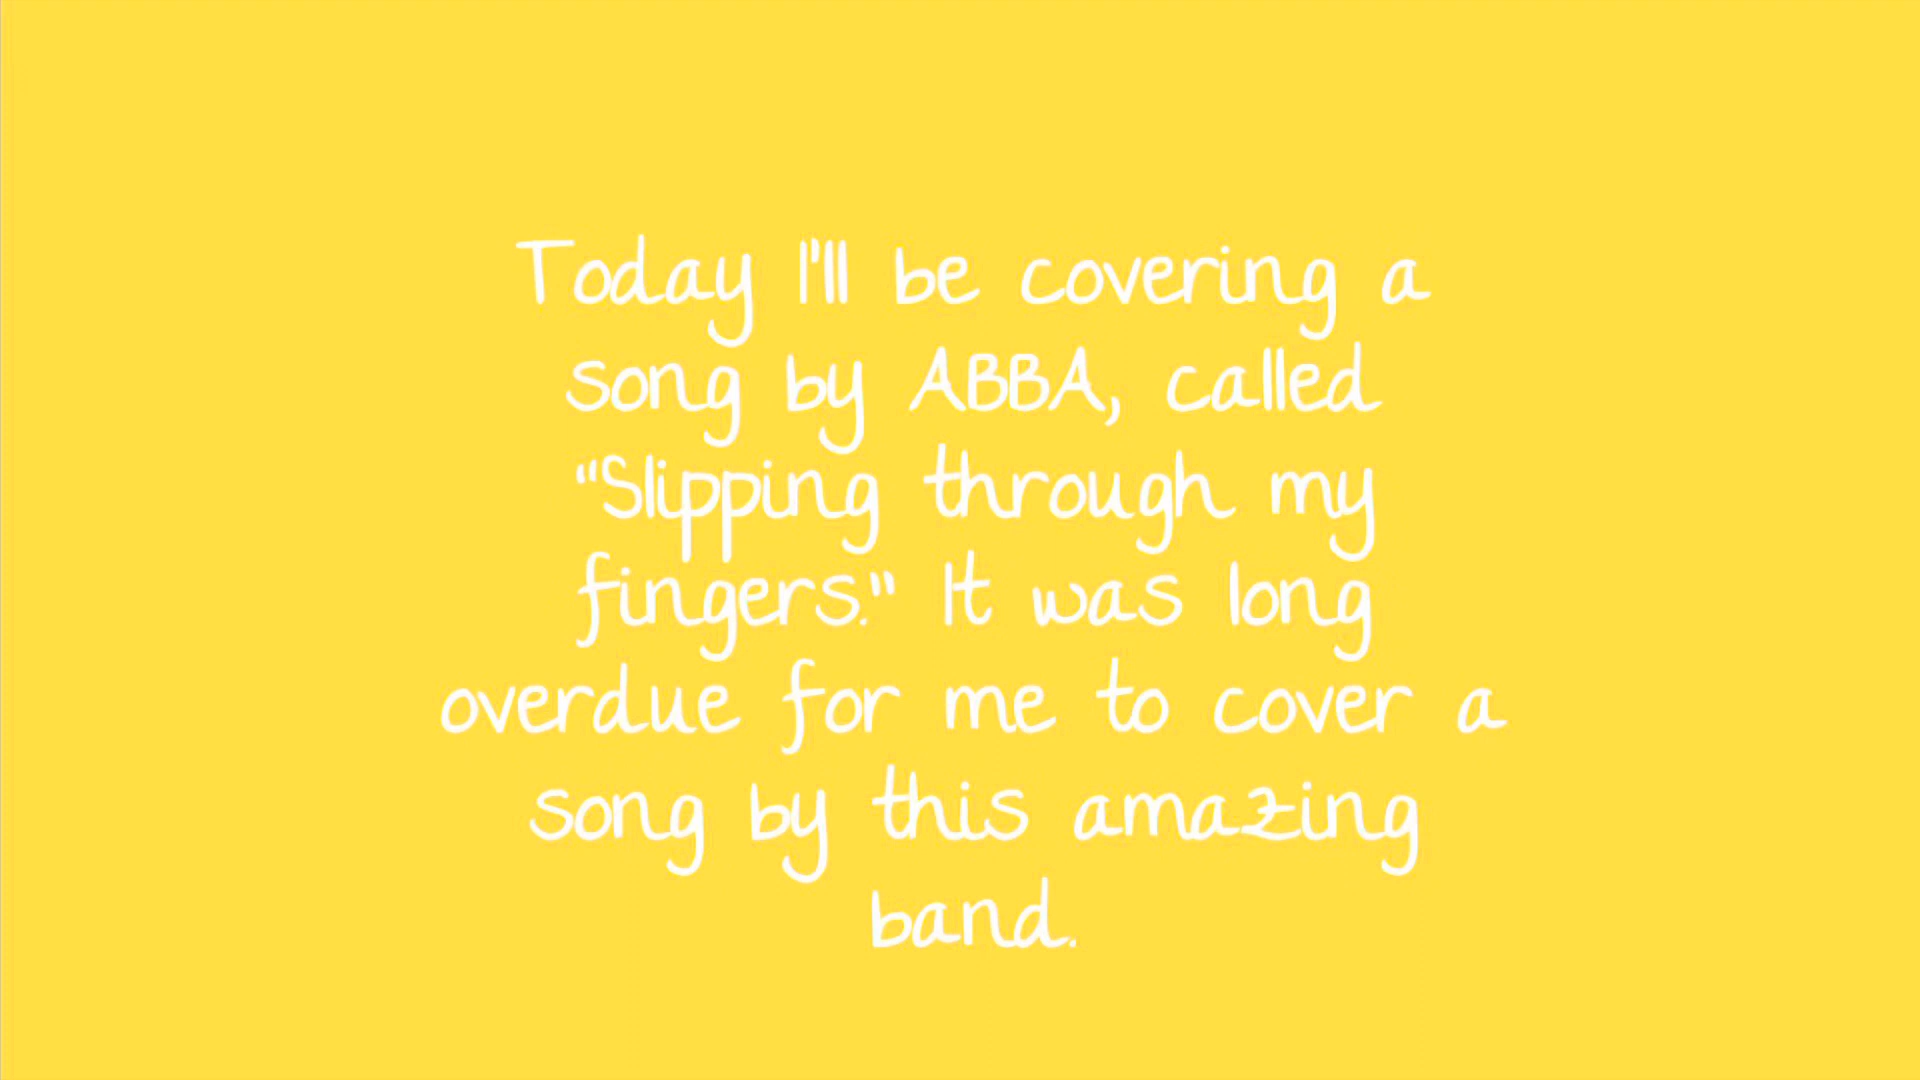 Today I'll be covering a
song by ABBA, called
"Slipping through my
fingers." It was long
overdue for me to cover a
song by this amazing
band.